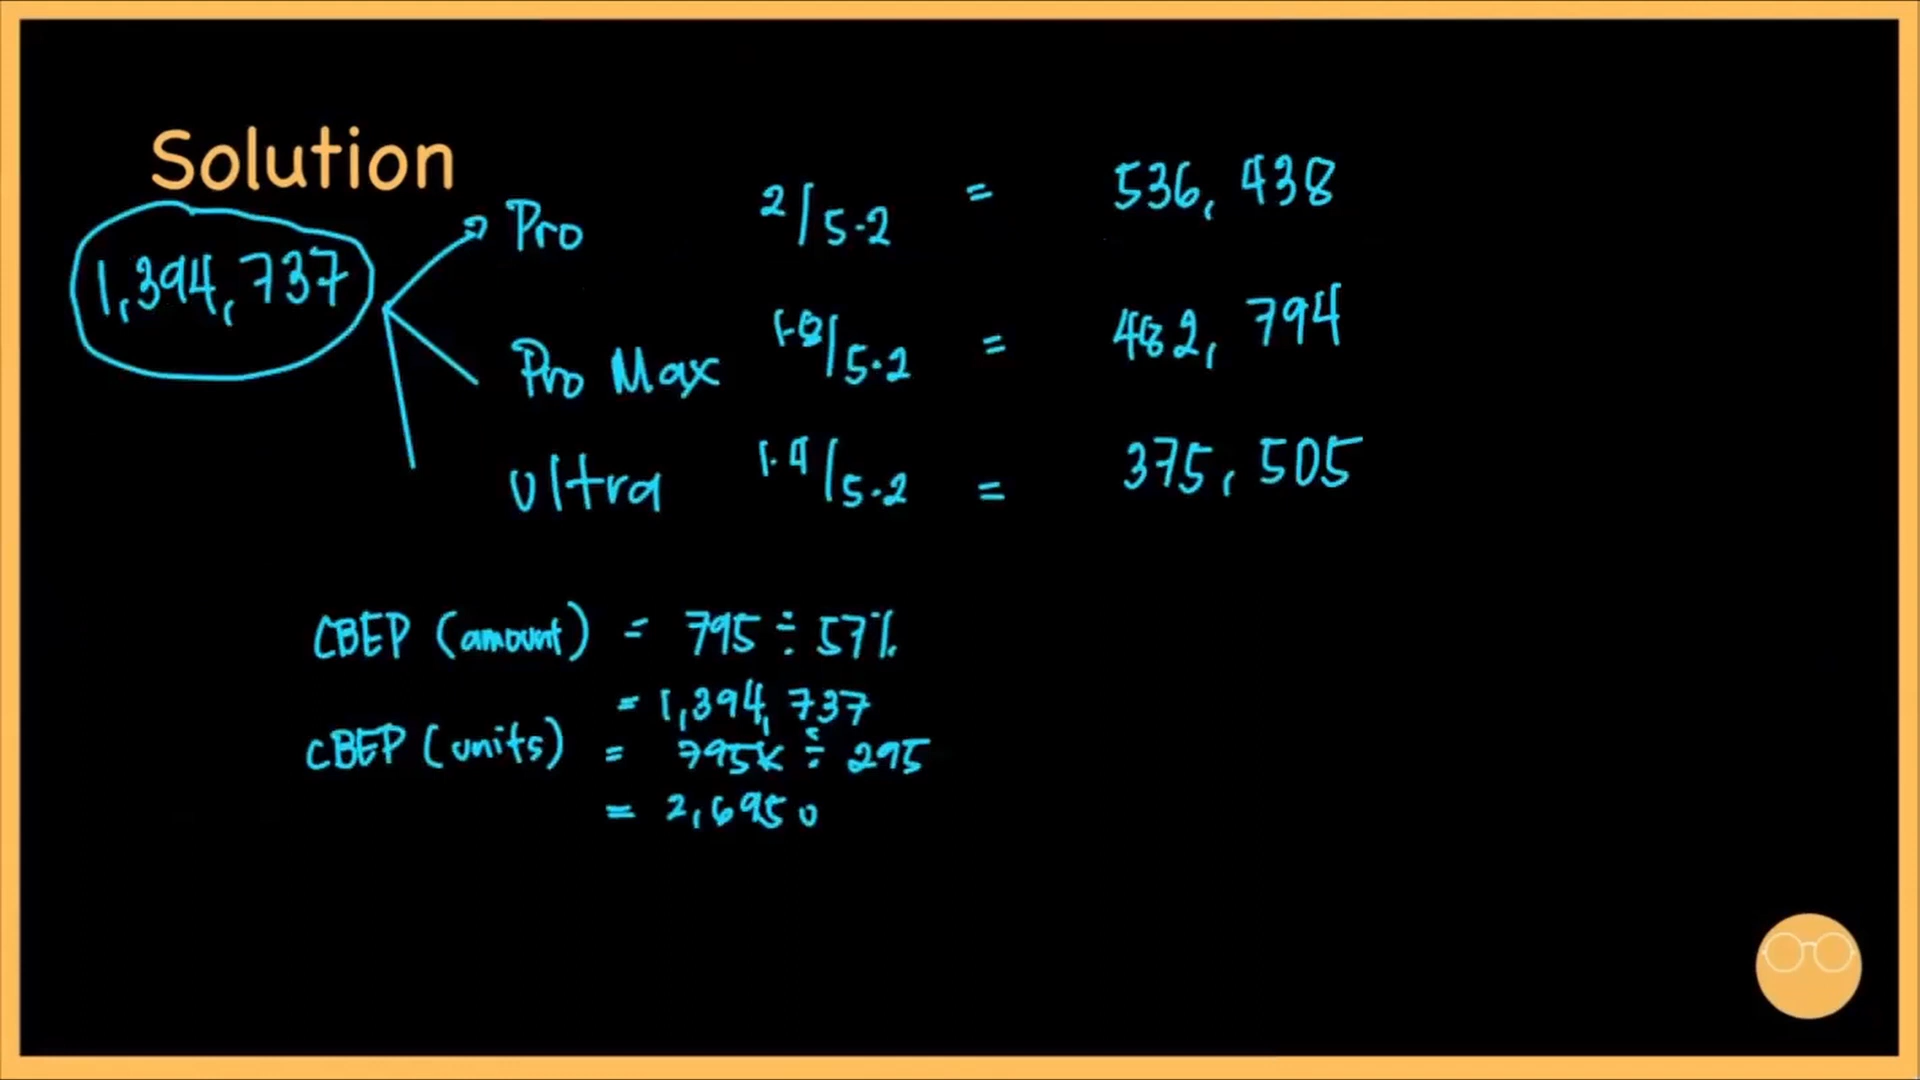 Solution
1,394,737
Pro 2/5.2 = 536,438
Pro Max 1.8/5.2 = 482,794
Ultra 1.4/5.2 = 375,505
CBEP (amount) = 795 ÷ 57%
= 1,394,737
CBEP (units) = 795K ÷ 295
= 2,695 0